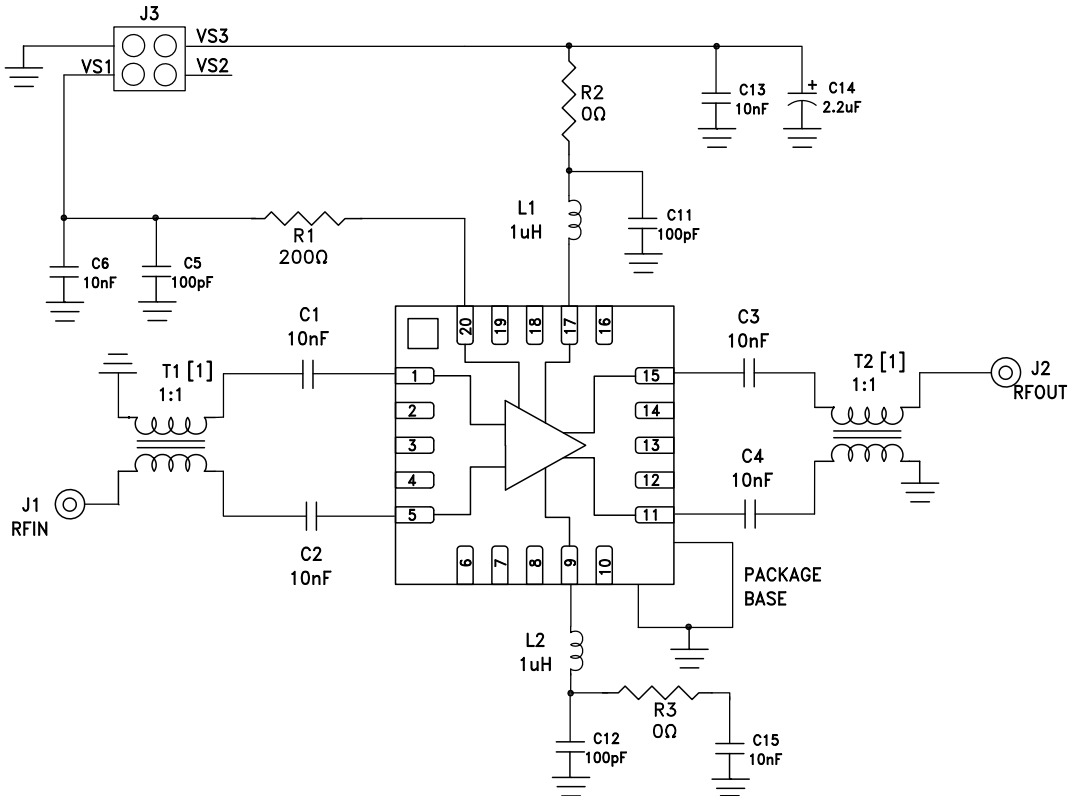 J3
VS3
VS1
VS2
R2
0Ω
C13
10nF
+
C14
2.2uF
L1
1uH
C11
100pF
R1
200Ω
C6
10nF
C5
100pF
C1
10nF
20
19
18
17
16
C3
10nF
T1 [1]
1:1
T2 [1]
1:1
J2
RFOUT
1
2
3
4
5
15
14
13
12
11
C4
10nF
J1
RFIN
C2
10nF
6
7
8
9
10
PACKAGE
BASE
L2
1uH
R3
0Ω
C12
100pF
C15
10nF